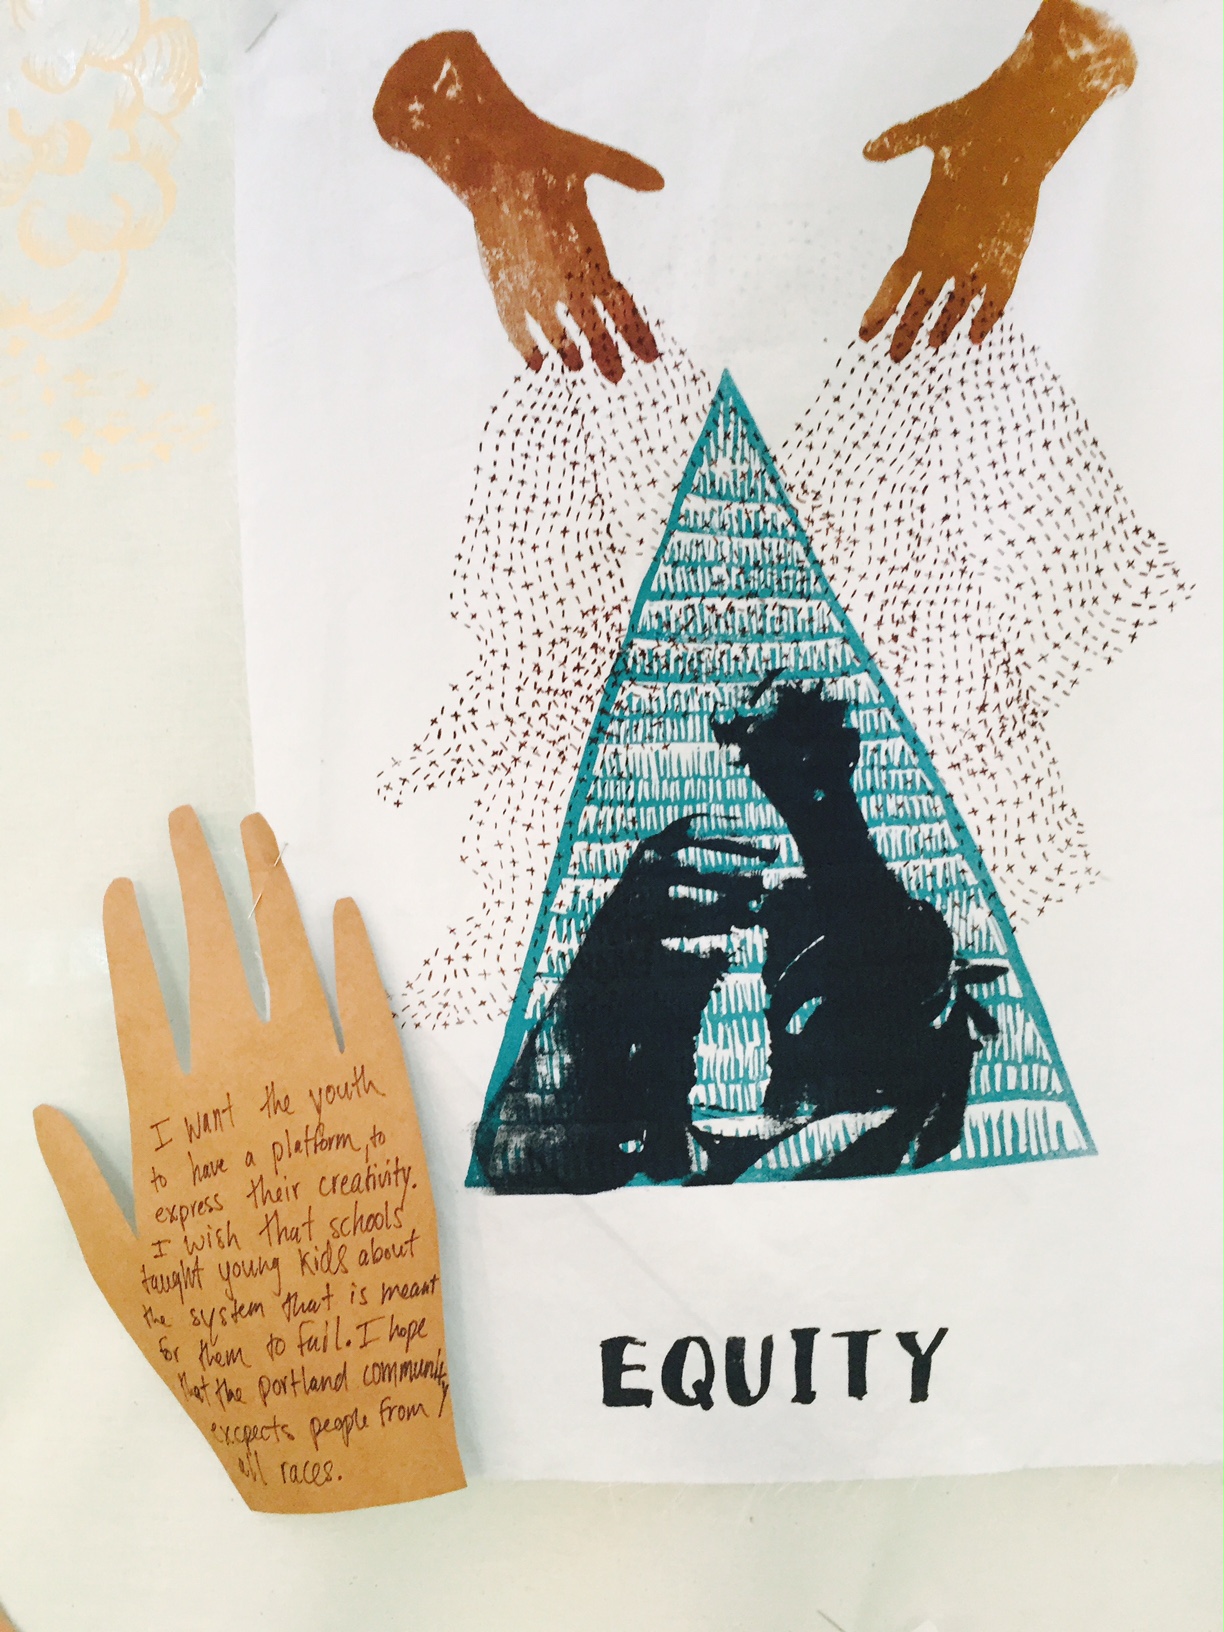 I want the youth
to have a platform, to
express their creativity.
I wish that schools
taught young kids about
the system that is meant
for them to fail. I hope
that the portland community
excpects people from
all races.
EQUITY